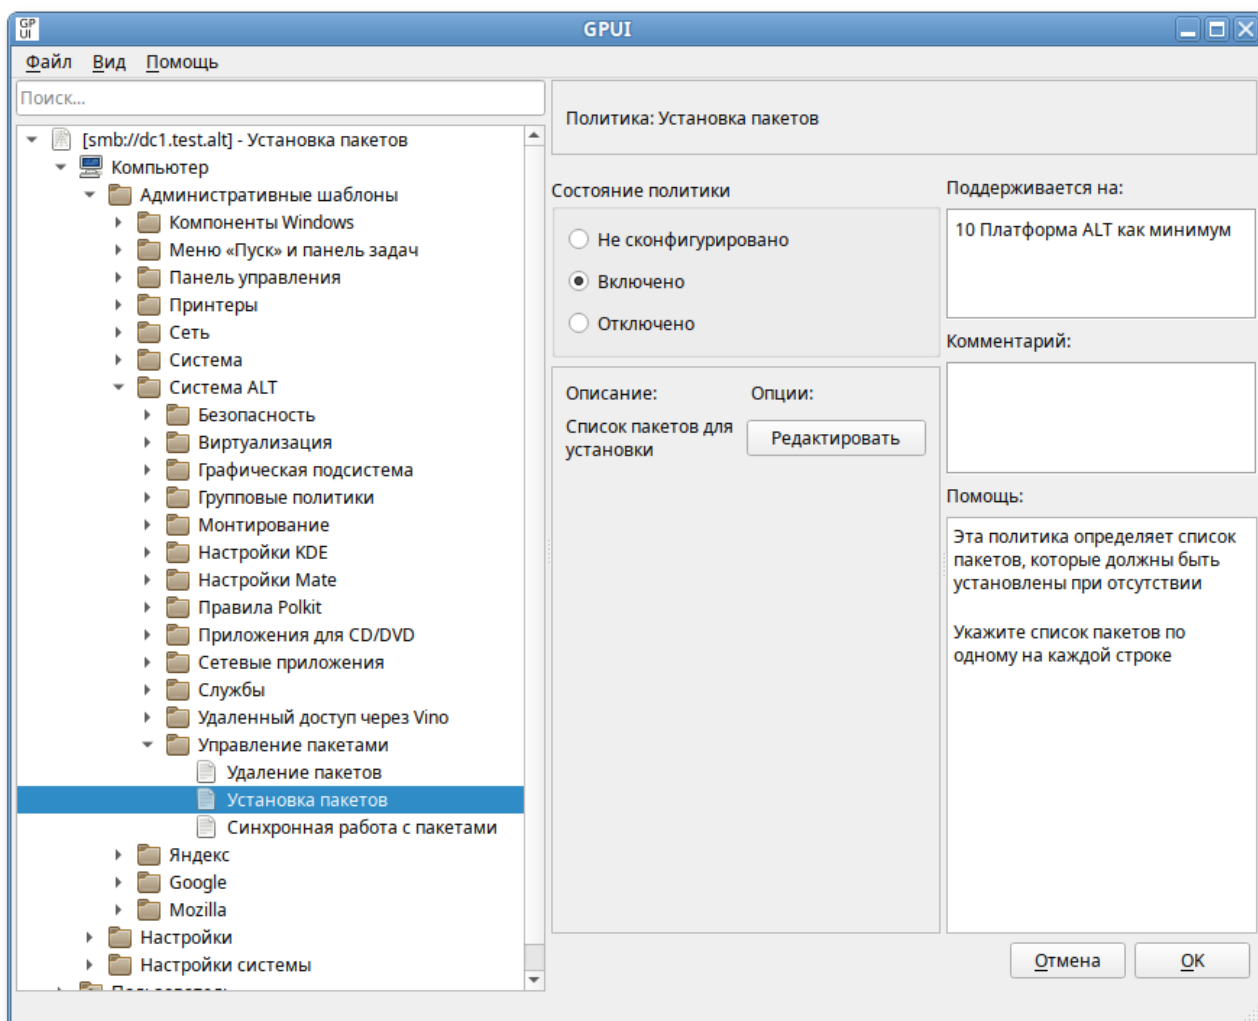 GPUI
GPUI
Файл Вид Помощь
Поиск...
[smb://dc1.test.alt] - Установка пакетов
Компьютер
Административные шаблоны
Компоненты Windows
Меню «Пуск» и панель задач
Панель управления
Принтеры
Сеть
Система
Система ALT
Безопасность
Виртуализация
Графическая подсистема
Групповые политики
Монтирование
Настройки KDE
Настройки Mate
Правила Polkit
Приложения для CD/DVD
Сетевые приложения
Службы
Удаленный доступ через Vino
Управление пакетами
Удаление пакетов
Установка пакетов
Синхронная работа с пакетами
Яндекс
Google
Mozilla
Настройки
Настройки системы
Политика: Установка пакетов
Состояние политики
Не сконфигурировано
Включено
Отключено
Описание: Опции:
Список пакетов для
установки
Редактировать
Поддерживается на:
10 Платформа ALT как минимум
Комментарий:
Помощь:
Эта политика определяет список
пакетов, которые должны быть
установлены при отсутствии
Укажите список пакетов по
одному на каждой строке
Отмена
OK